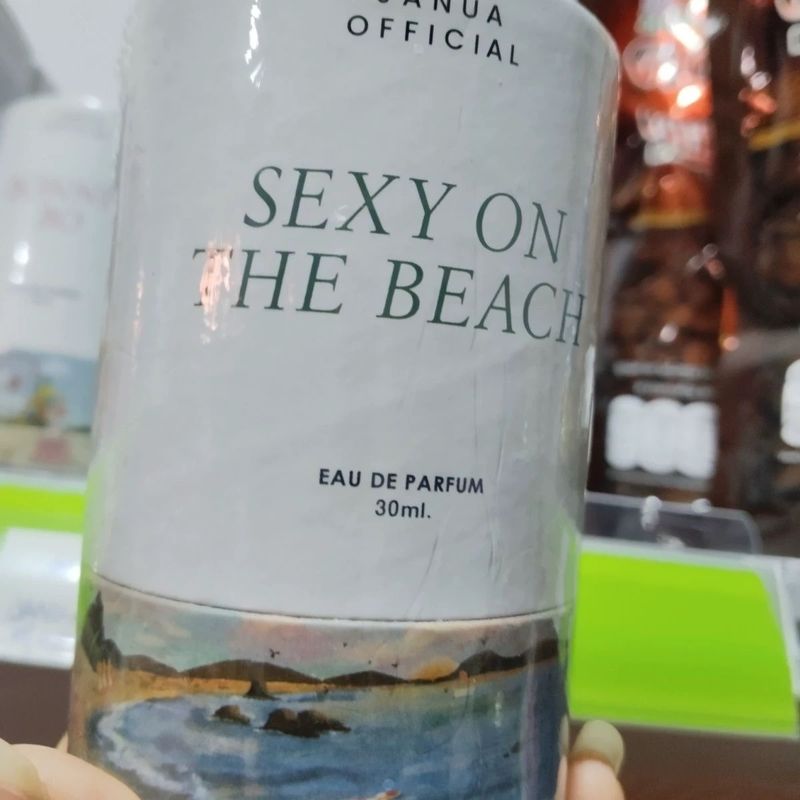 OFFICIAL
SEXY ON
THE BEACH
EAU DE PARFUM
30ml.